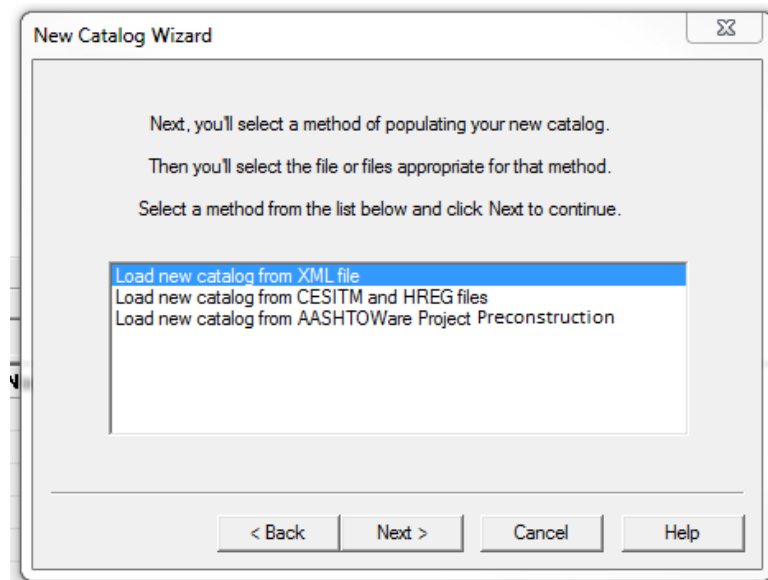 New Catalog Wizard
Next, you'll select a method of populating your new catalog.
Then you'll select the file or files appropriate for that method.
Select a method from the list below and click Next to continue.
Load new catalog from XML file
Load new catalog from CESITM and HREG files
Load new catalog from AASHTOWare Project Preconstruction
N
< Back Next > Cancel Help